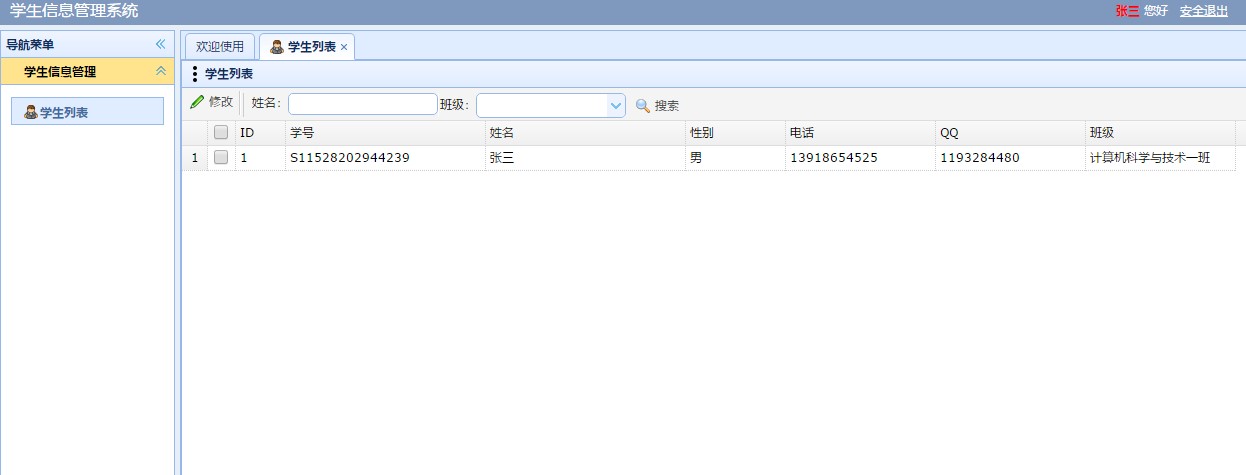 学生信息管理系统 张三 您好 安全退出
导航菜单 欢迎使用 学生列表
学生信息管理 学生列表
修改 姓名: 班级: 搜索
学生列表
ID 学号 姓名 性别 电话 QQ 班级
1 1 S11528202944239 张三 男 13918654525 1193284480 计算机科学与技术一班